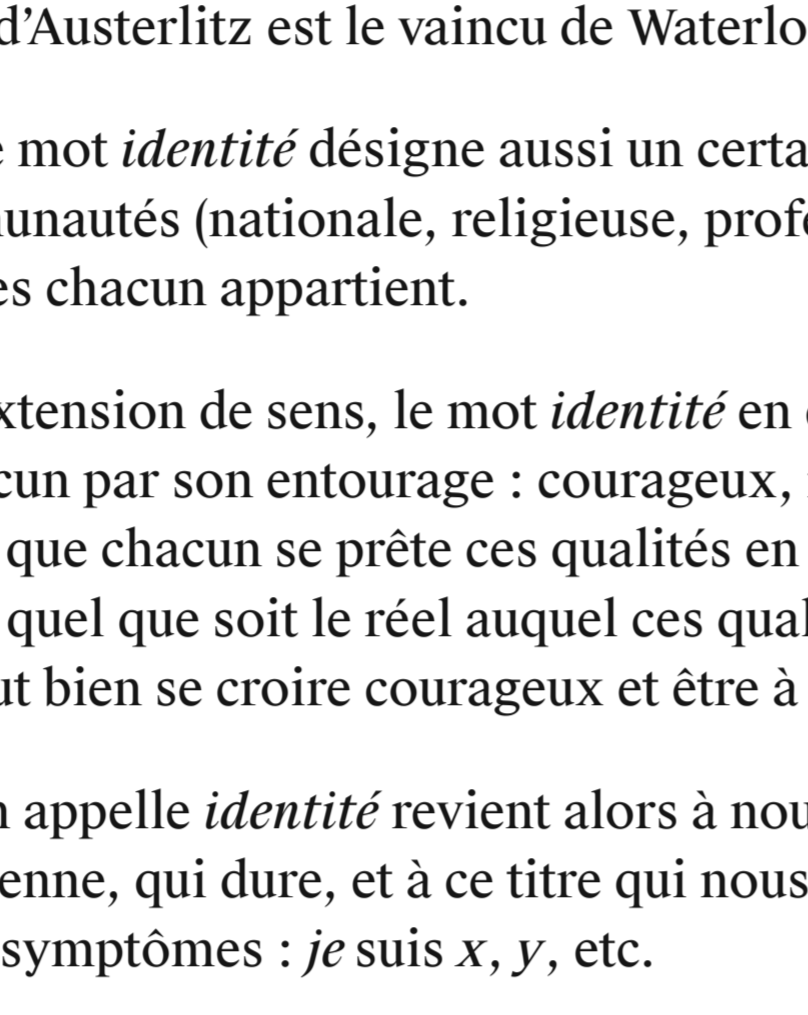 d’Austerlitz est le vaincu de Waterlo
e mot identité désigne aussi un certa
unautés (nationale, religieuse, profe
es chacun appartient.
xtension de sens, le mot identité en
cun par son entourage : courageux,
que chacun se prête ces qualités en
quel que soit le réel auquel ces qual
ut bien se croire courageux et être à
n appelle identité revient alors à nou
enne, qui dure, et à ce titre qui nous
symptômes : je suis x, y, etc.